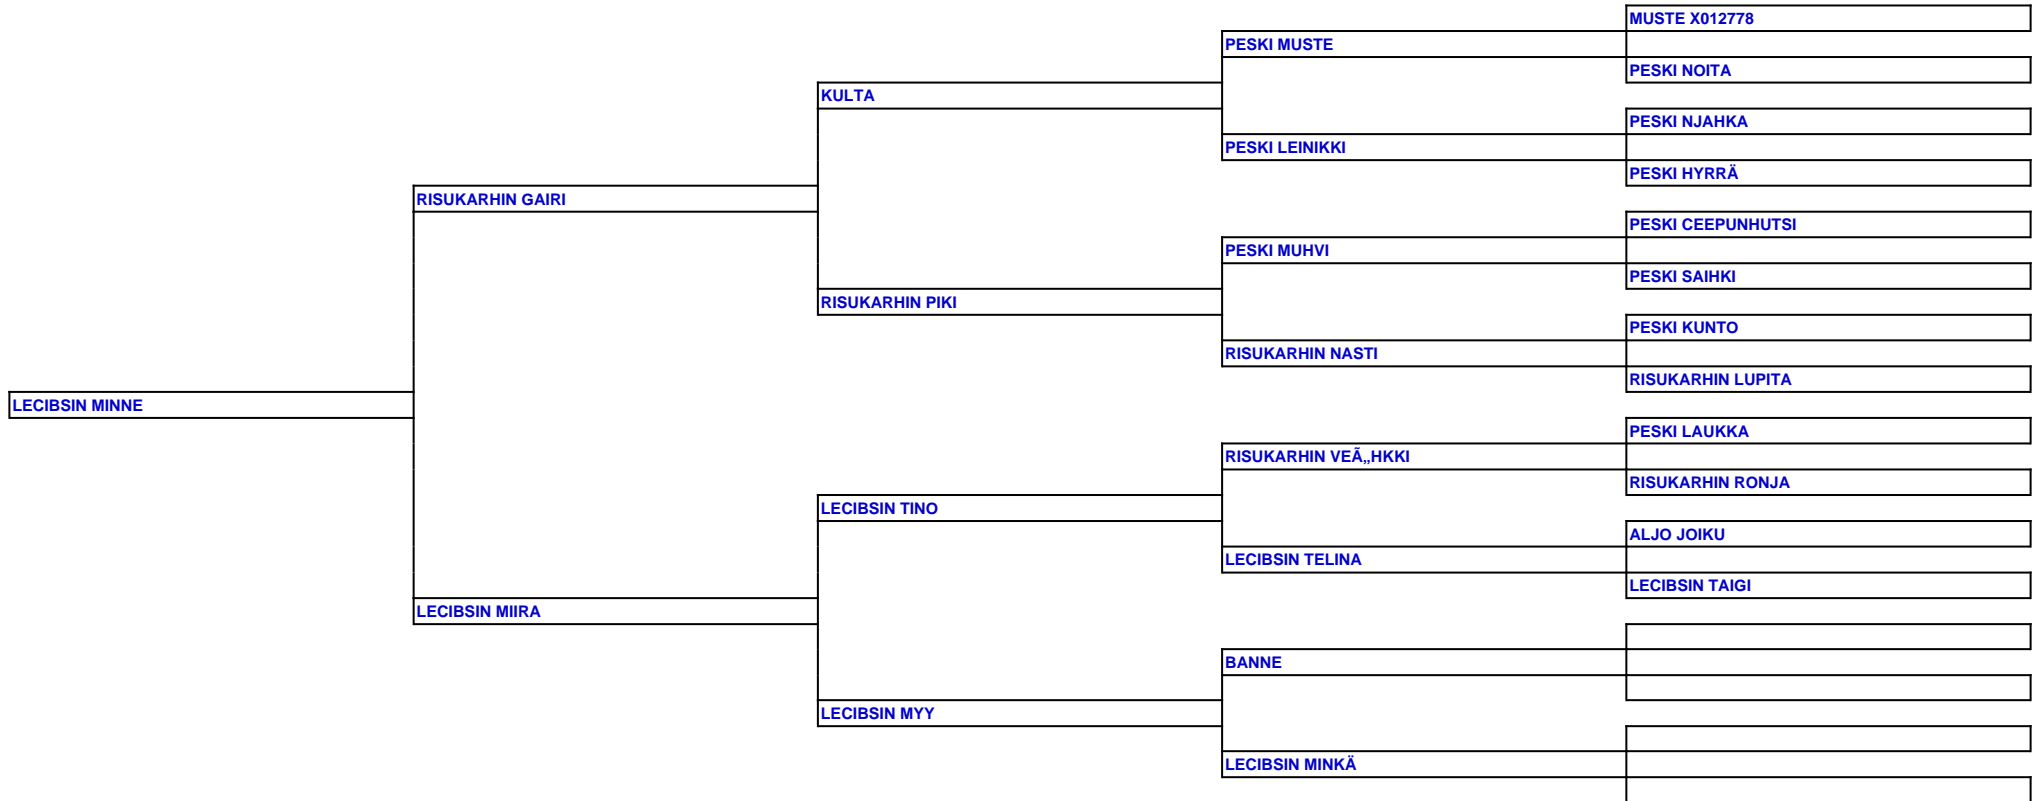 MUSTE X012778
PESKI MUSTE
PESKI NOITA
KULTA
PESKI NJAHKA
PESKI LEINIKKI
PESKI HYRRÄ
RISUKARHIN GAIRI
PESKI CEEPUNHUTSI
PESKI MUHVI
PESKI SAIHKI
RISUKARHIN PIKI
PESKI KUNTO
RISUKARHIN NASTI
RISUKARHIN LUPITA
LECIBSIN MINNE
PESKI LAUKKA
RISUKARHIN VEÃ„HKKI
RISUKARHIN RONJA
LECIBSIN TINO
ALJO JOIKU
LECIBSIN TELINA
LECIBSIN TAIGI
LECIBSIN MIIRA
BANNE
LECIBSIN MYY
LECIBSIN MINKÄ